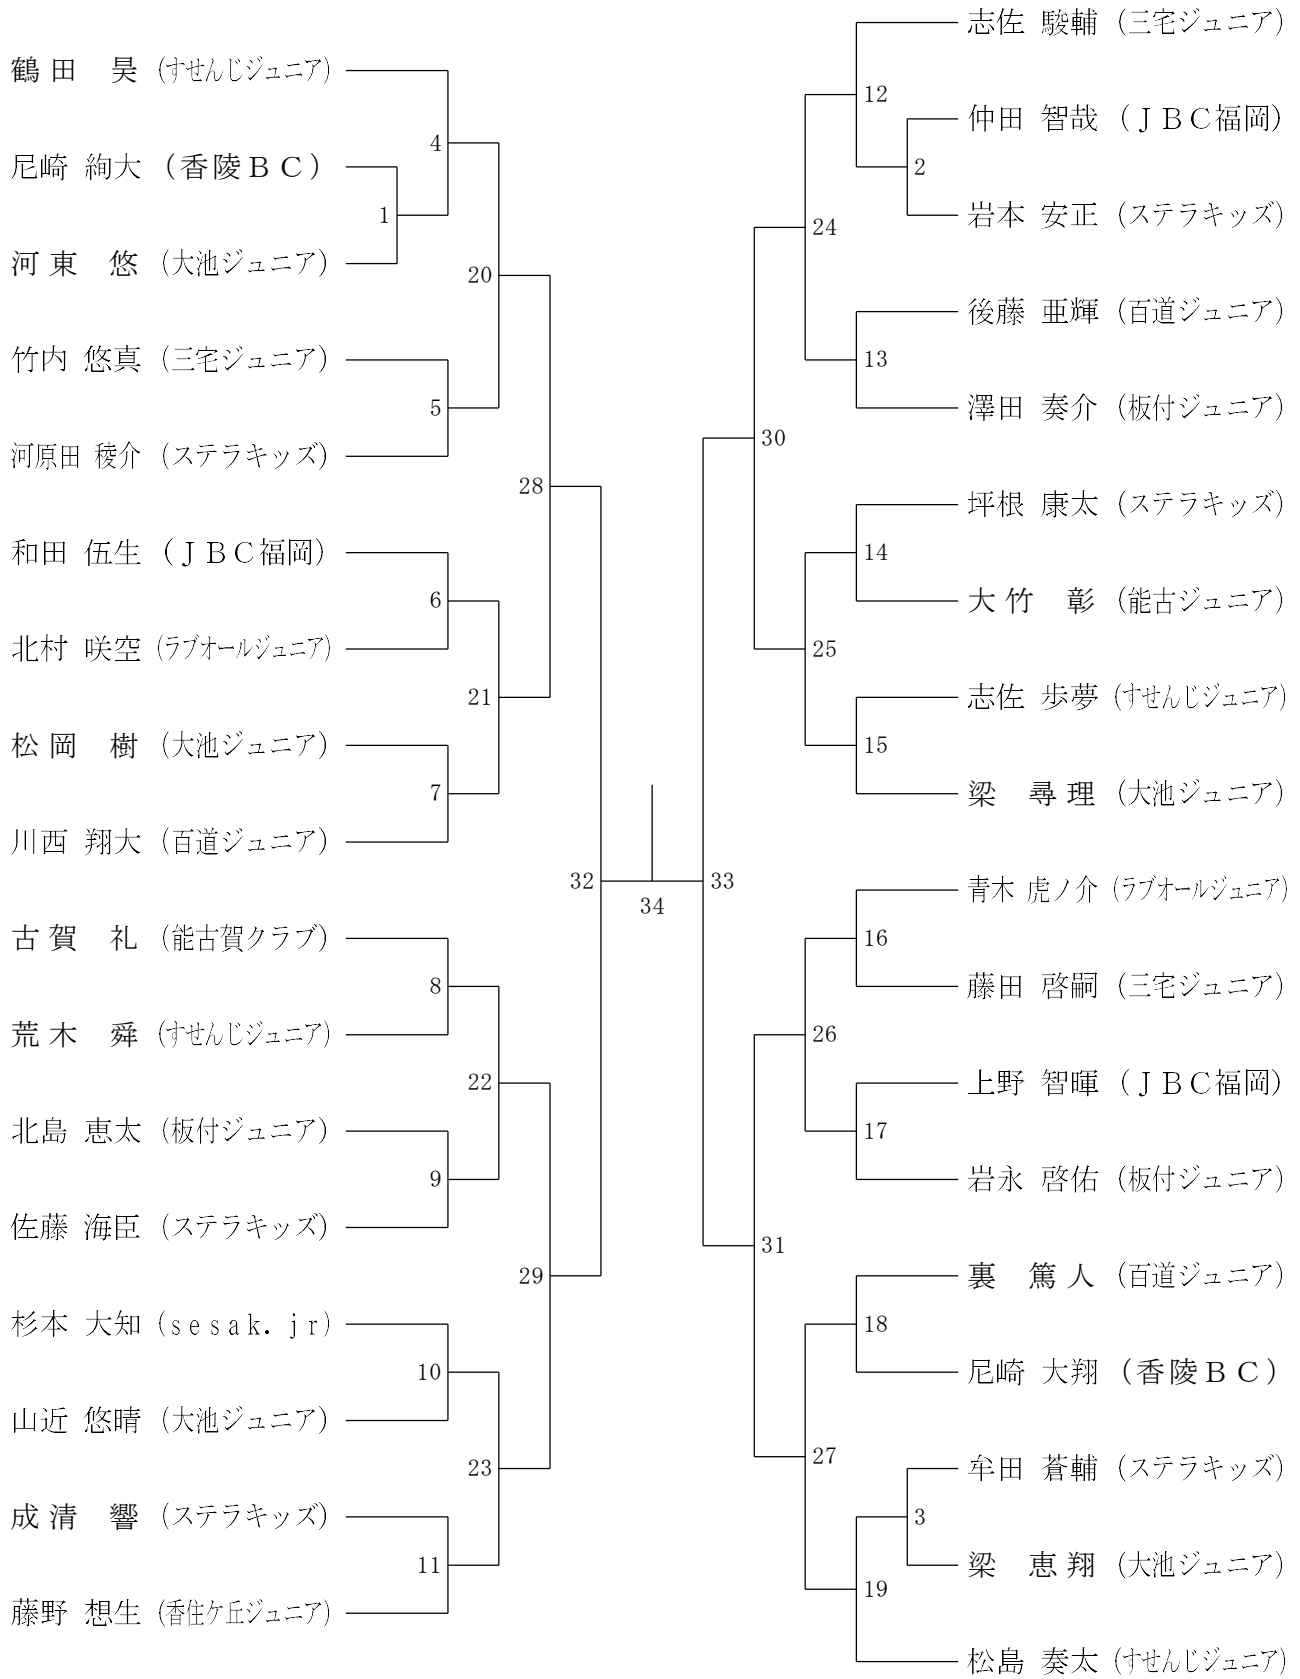 鶴田 昊 (すせんじジュニア)
4
尼崎 絢大 (香陵ＢＣ)
1
河東 悠 (大池ジュニア)
20
竹内 悠真 (三宅ジュニア)
5
河原田 稜介 (ステラキッズ)
28
和田 伍生 (ＪＢＣ福岡)
6
北村 咲空 (ラブオールジュニア)
21
松岡 樹 (大池ジュニア)
7
川西 翔大 (百道ジュニア)
32
古賀 礼 (能古賀クラブ)
8
荒木 舜 (すせんじジュニア)
22
北島 恵太 (板付ジュニア)
9
佐藤 海臣 (ステラキッズ)
29
杉本 大知 (sesak.jr)
10
山近 悠晴 (大池ジュニア)
23
成清 響 (ステラキッズ)
11
藤野 想生 (香住ケ丘ジュニア)
34
志佐 駿輔 (三宅ジュニア)
12
仲田 智哉 (ＪＢＣ福岡)
2
岩本 安正 (ステラキッズ)
24
後藤 亜輝 (百道ジュニア)
13
澤田 奏介 (板付ジュニア)
30
坪根 康太 (ステラキッズ)
14
大竹 彰 (能古ジュニア)
25
志佐 歩夢 (すせんじジュニア)
15
梁 尋理 (大池ジュニア)
33
青木 虎ノ介 (ラブオールジュニア)
16
藤田 啓嗣 (三宅ジュニア)
26
上野 智暉 (ＪＢＣ福岡)
17
岩永 啓佑 (板付ジュニア)
31
裏 篤人 (百道ジュニア)
18
尼崎 大翔 (香陵ＢＣ)
27
牟田 蒼輔 (ステラキッズ)
3
梁 恵翔 (大池ジュニア)
19
松島 奏太 (すせんじジュニア)